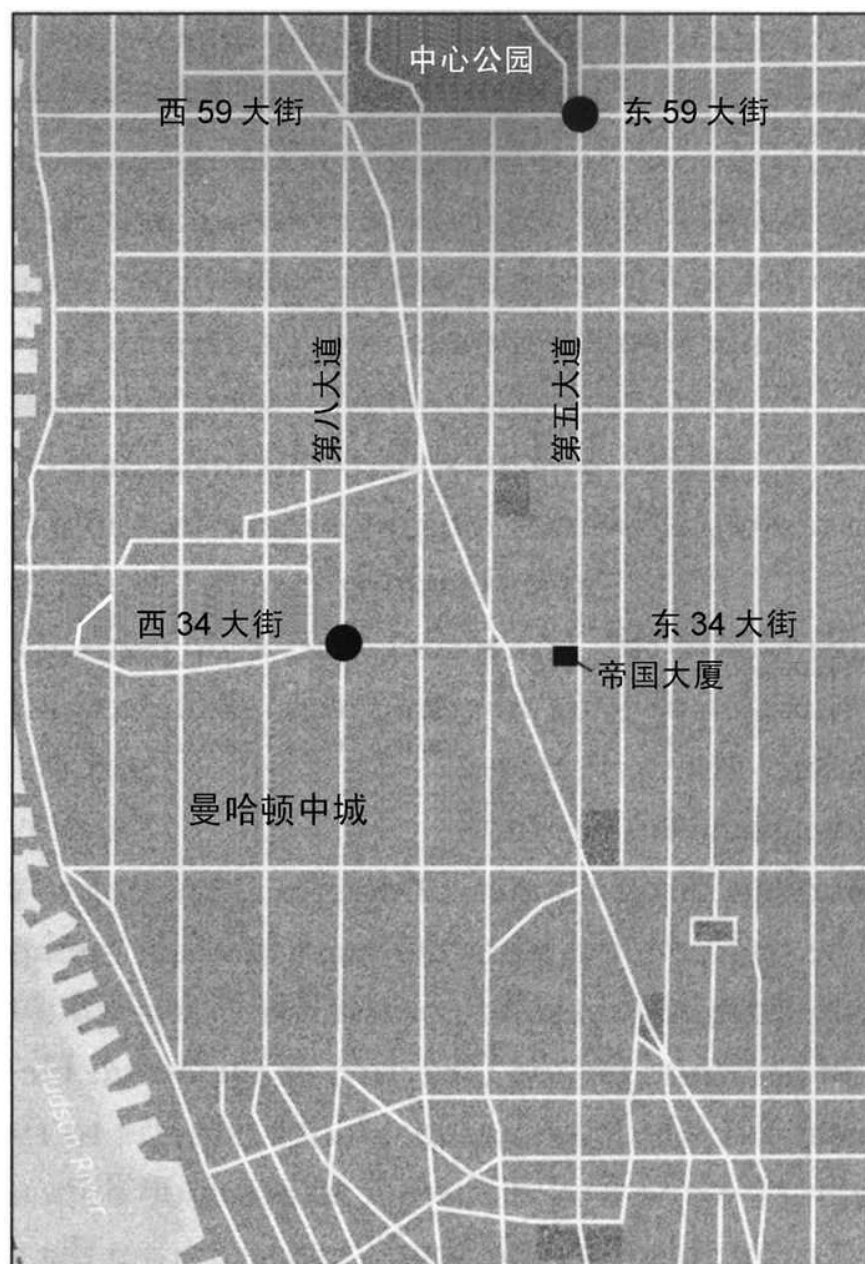 中心公园
西 59 大街
东 59 大街
第八大道
第五大道
西 34 大街
东 34 大街
帝国大厦
曼哈顿中城
Hudson River